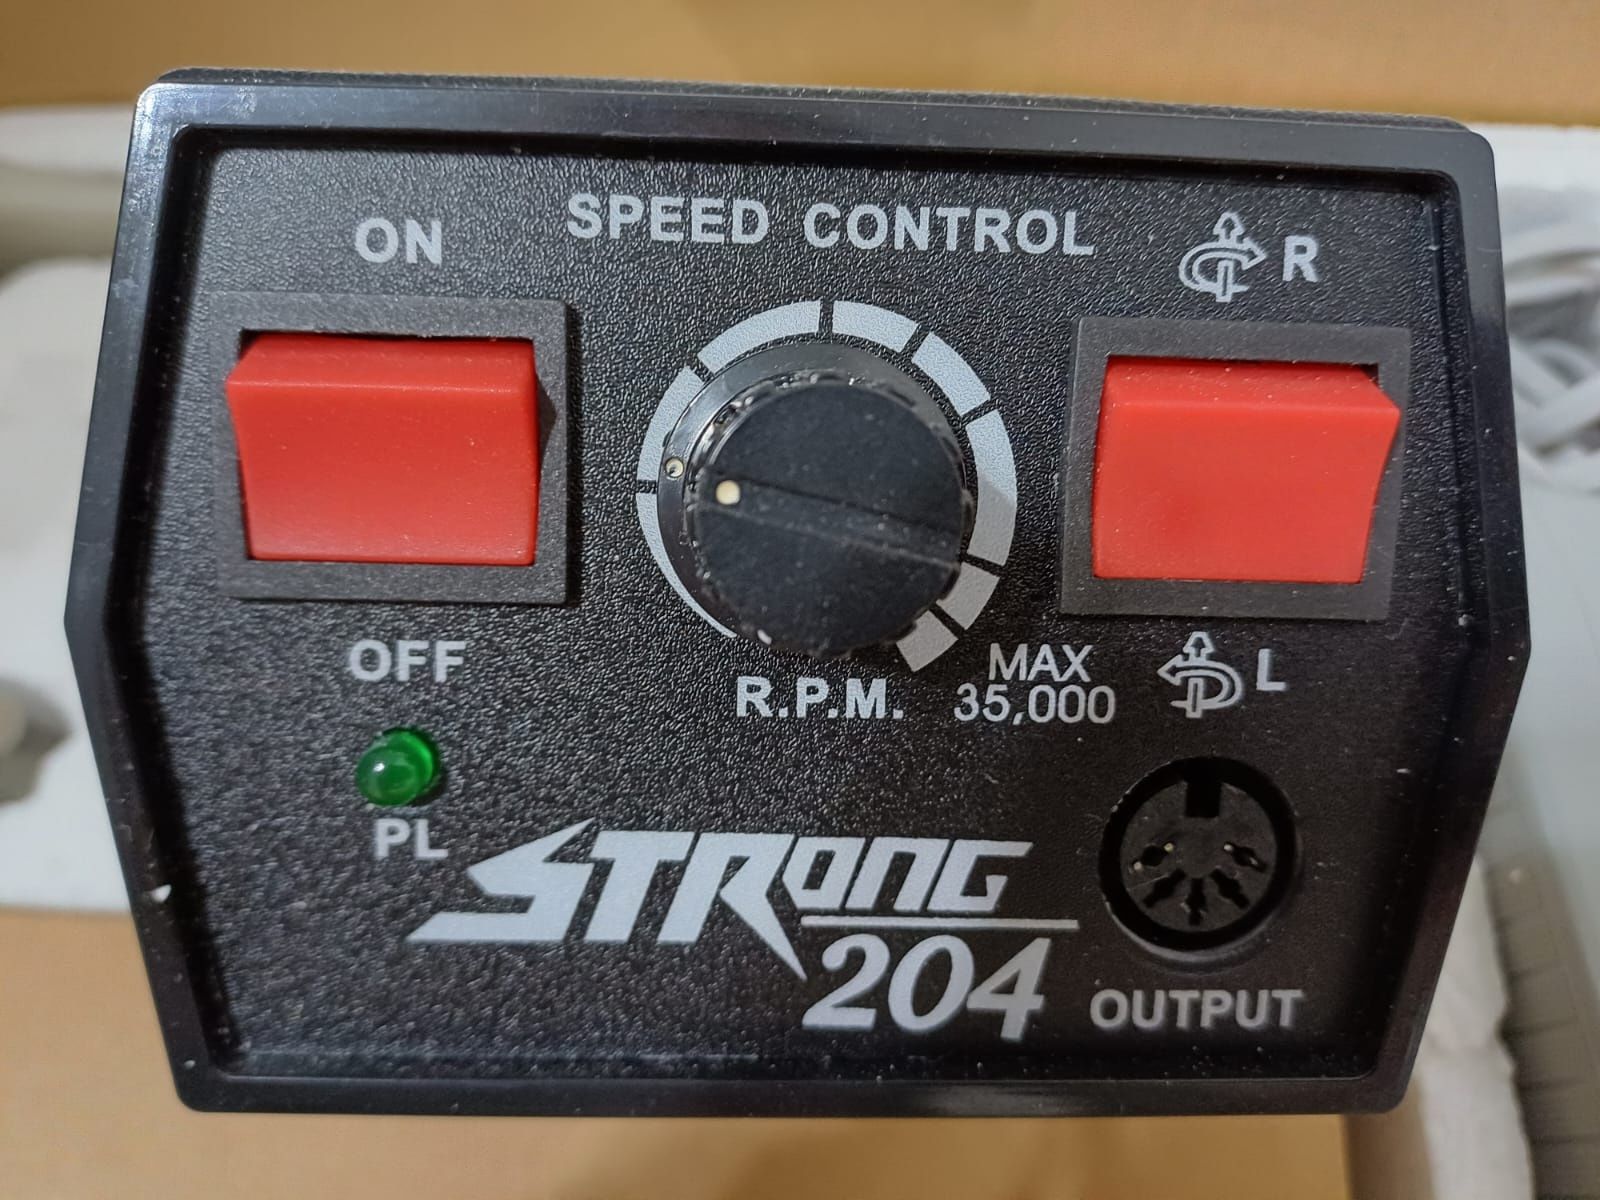 ON
SPEED CONTROL
R
OFF
R.P.M.
MAX
35,000
L
PL
STRONG
204
OUTPUT